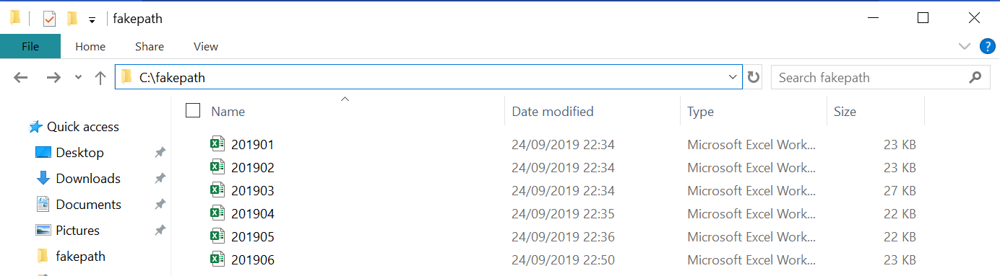 fakepath
File Home Share View ?
C:\fakepath Search fakepath
Name Date modified Type Size
Quick access
Desktop
Downloads
Documents
Pictures
fakepath
201901 24/09/2019 22:34 Microsoft Excel Work... 23 KB
201902 24/09/2019 22:34 Microsoft Excel Work... 23 KB
201903 24/09/2019 22:34 Microsoft Excel Work... 27 KB
201904 24/09/2019 22:35 Microsoft Excel Work... 22 KB
201905 24/09/2019 22:36 Microsoft Excel Work... 22 KB
201906 24/09/2019 22:50 Microsoft Excel Work... 23 KB